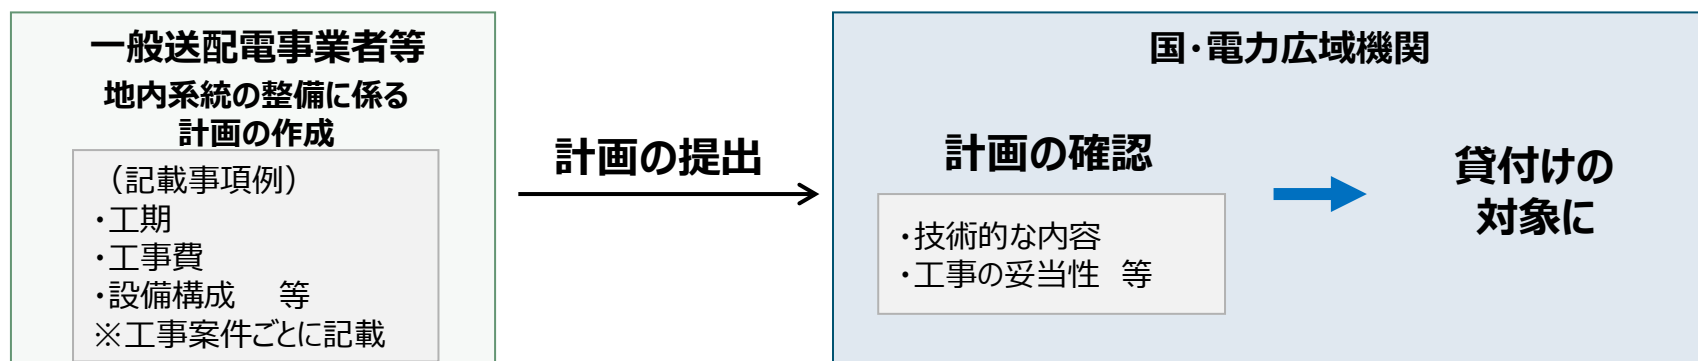 一般送配電事業者等
地内系統の整備に係る
計画の作成
（記載事項例）
・工期
・工事費
・設備構成　等
※工事案件ごとに記載
計画の提出
国・電力広域機関
計画の確認
・技術的な内容
・工事の妥当性　等
貸付けの
対象に